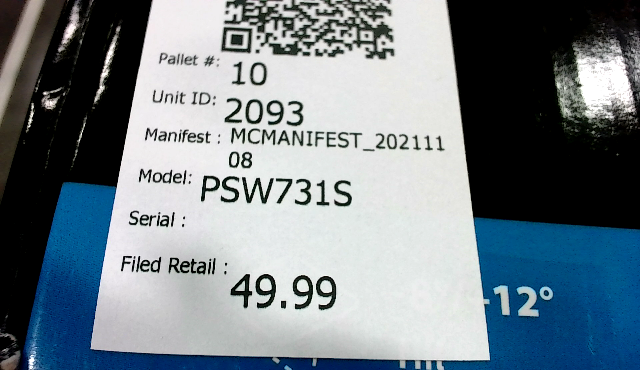 Pallet #: 10
Unit ID: 2093
Manifest : MCMANIFEST_202111
08
Model: PSW731S
Serial :
Filed Retail : 49.99
-12°